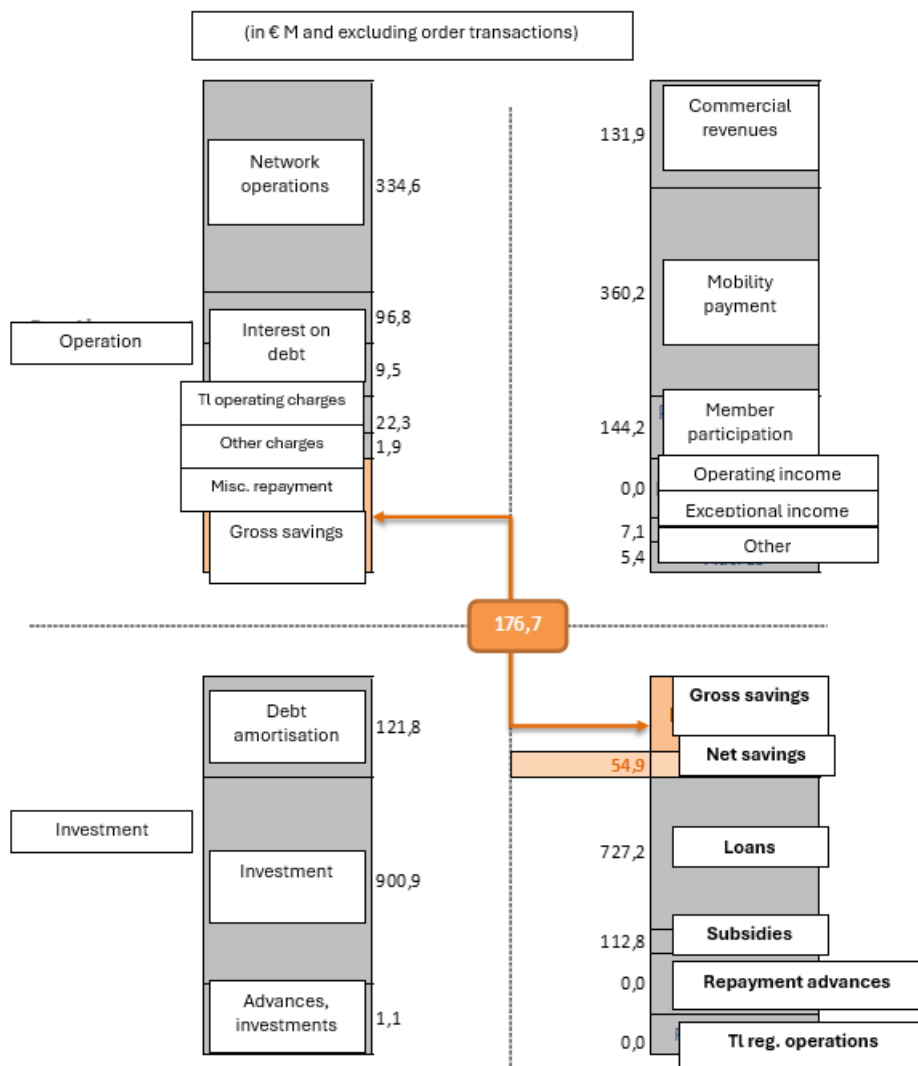 (in € M and excluding order transactions)
Network
operations
334,6
Operation
96,8
Interest on
debt
9,5
Tl operating charges
22,3
Other charges
1,9
Misc. repayment
Gross savings
Commercial
revenues
131,9
Mobility
payment
360,2
Member
participation
144,2
Operating income
0,0
Exceptional income
7,1
Other
5,4
176,7
Debt
amortisation
121,8
Investment
Investment
900,9
Advances,
investments
1,1
Gross savings
Net savings
54,9
Loans
727,2
Subsidies
112,8
Repayment advances
0,0
Tl reg. operations
0,0